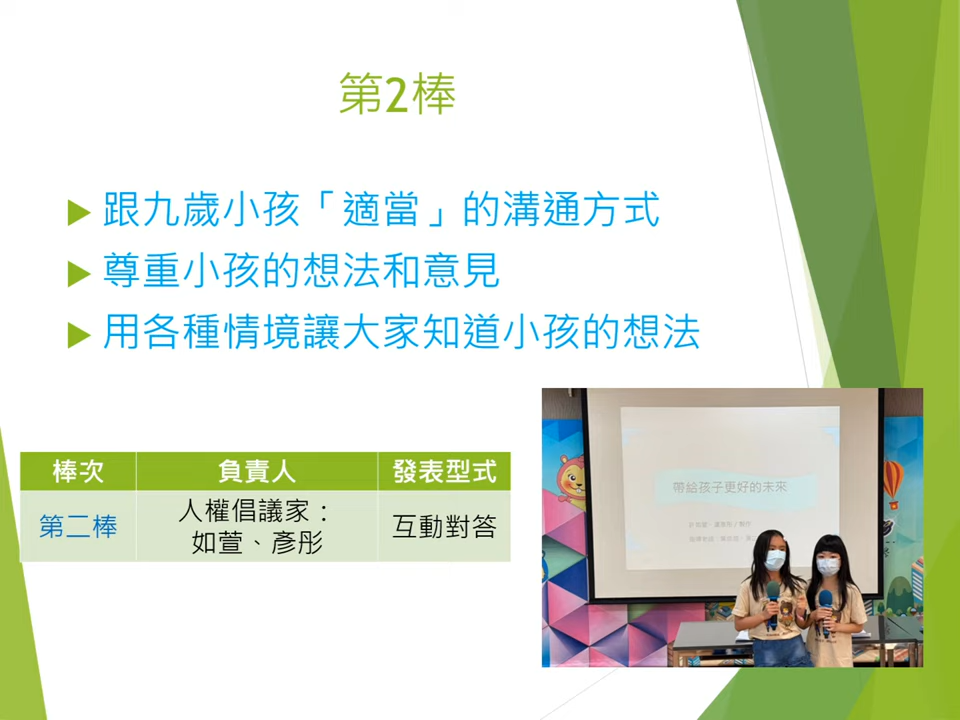 第2棒
跟九歲小孩「適當」的溝通方式
尊重小孩的想法和意見
用各種情境讓大家知道小孩的想法
棒次 負責人 發表型式
第二棒 人權倡議家：
如萱、彥彤 互動對答
帶給孩子更好的未來